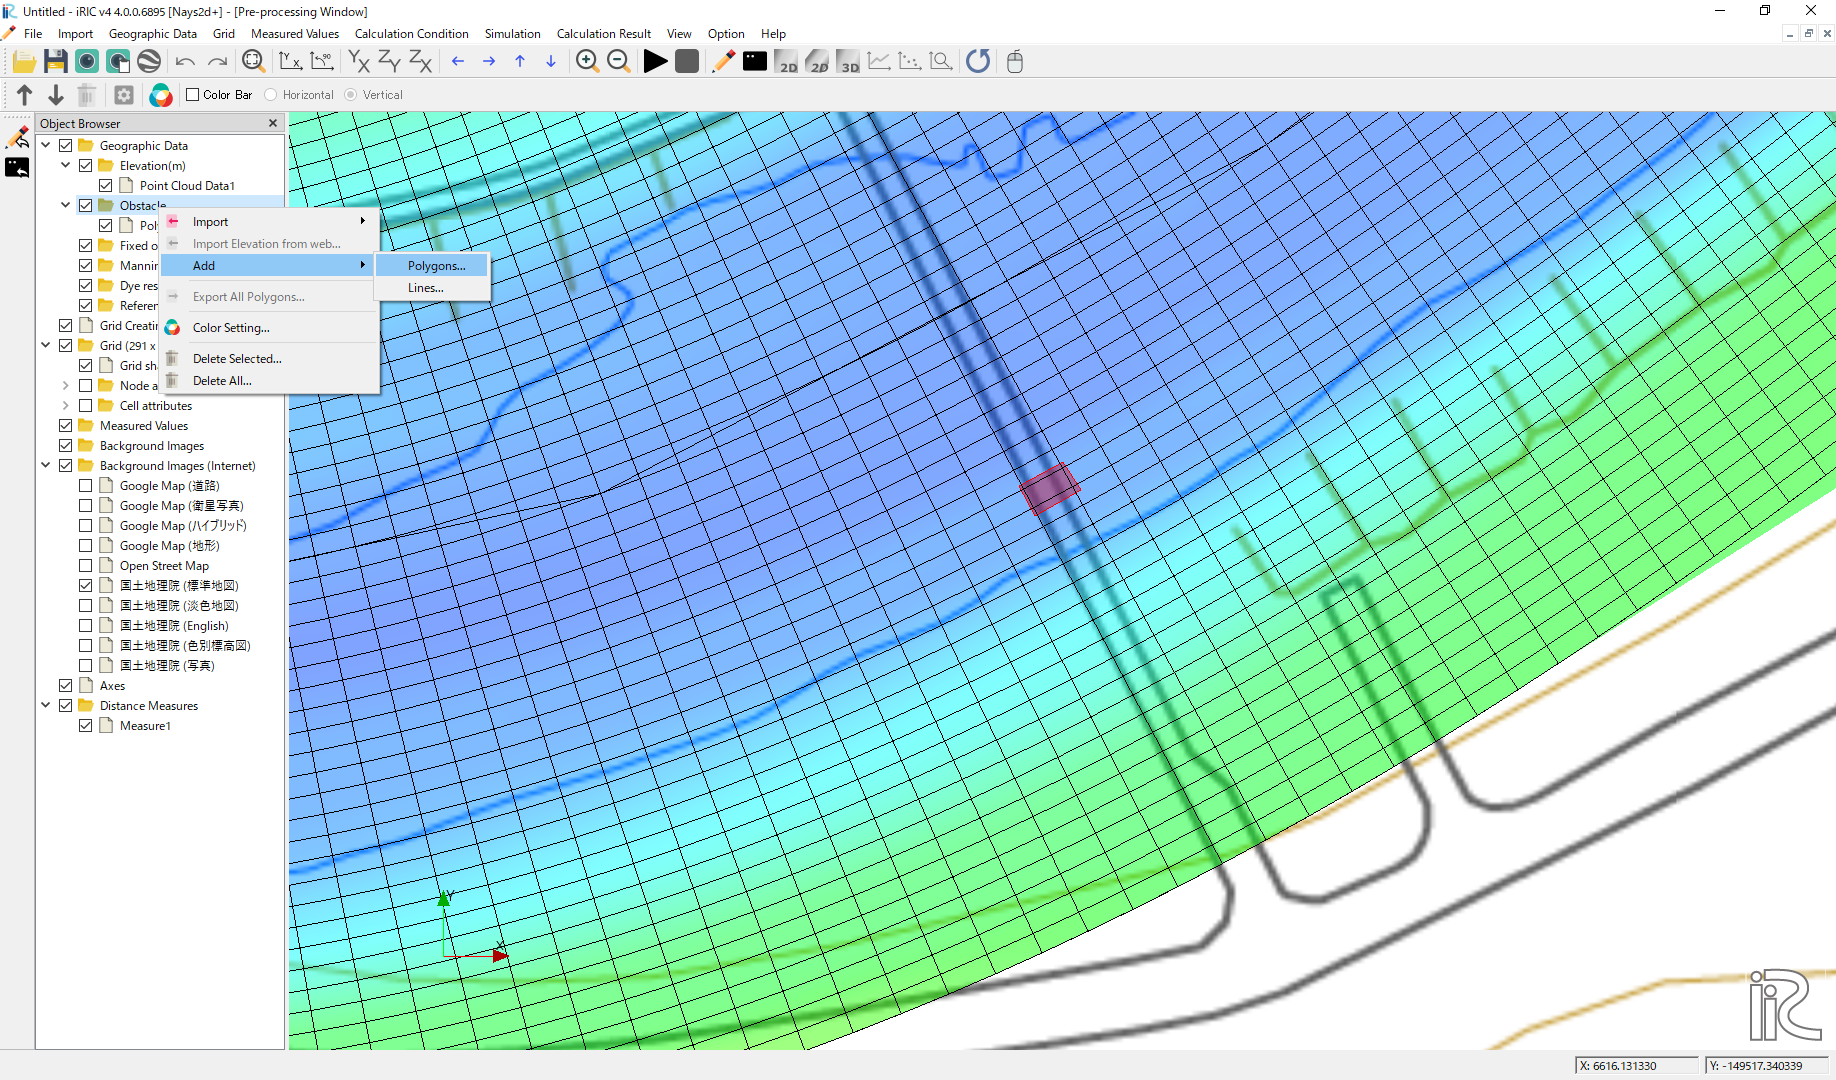 Untitled - iRIC v4 4.0.0.6895 [Nays2d+] - [Pre-processing Window]
File Import Geographic Data Grid Measured Values Calculation Condition Simulation Calculation Result View Option Help
2D 2D 3D
Color Bar Horizontal Vertical
Object Browser
Geographic Data
Elevation(m)
Point Cloud Data1
Obstacle
Pol
Fixed o
Mannin
Dye res
Referen
Grid Creatin
Grid (291 x
Grid sh
Node a
Cell attributes
Measured Values
Background Images
Background Images (Internet)
Google Map (道路)
Google Map (衛星写真)
Google Map (ハイブリッド)
Google Map (地形)
Open Street Map
国土地理院 (標準地図)
国土地理院 (淡色地図)
国土地理院 (English)
国土地理院 (色別標高図)
国土地理院 (写真)
Axes
Distance Measures
Measure1
Import
Import Elevation from web...
Add
Export All Polygons...
Color Setting...
Delete Selected...
Delete All...
Polygons...
Lines...
Y
X
iRIC
X: 6616.131330
Y: -149517.340339